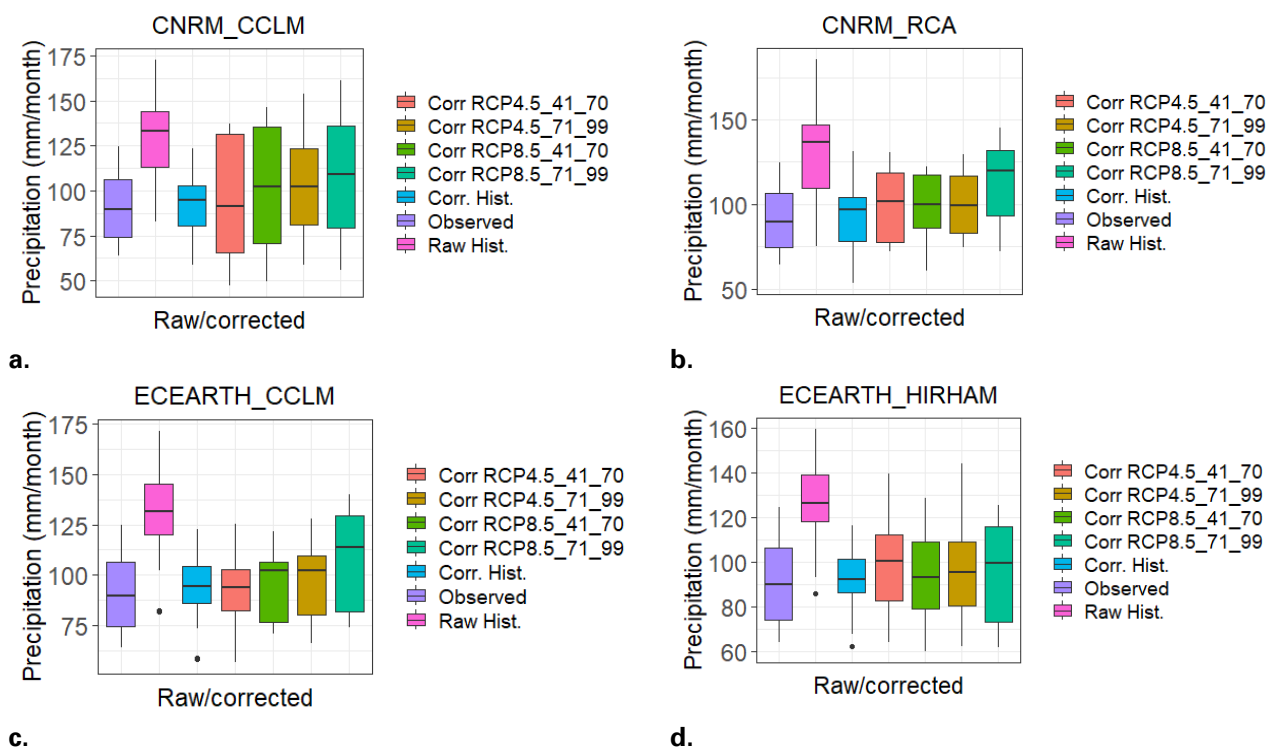 CNRM_CCLM
Precipitation (mm/month)
175
150
125
100
75
50
Raw/corrected
Corr RCP4.5_41_70
Corr RCP4.5_71_99
Corr RCP8.5_41_70
Corr RCP8.5_71_99
Corr. Hist.
Observed
Raw Hist.
a.
CNRM_RCA
Precipitation (mm/month)
150
100
50
Raw/corrected
Corr RCP4.5_41_70
Corr RCP4.5_71_99
Corr RCP8.5_41_70
Corr RCP8.5_71_99
Corr. Hist.
Observed
Raw Hist.
b.
ECEARTH_CCLM
Precipitation (mm/month)
175
150
125
100
75
Raw/corrected
Corr RCP4.5_41_70
Corr RCP4.5_71_99
Corr RCP8.5_41_70
Corr RCP8.5_71_99
Corr. Hist.
Observed
Raw Hist.
c.
ECEARTH_HIRHAM
Precipitation (mm/month)
160
140
120
100
80
60
Raw/corrected
Corr RCP4.5_41_70
Corr RCP4.5_71_99
Corr RCP8.5_41_70
Corr RCP8.5_71_99
Corr. Hist.
Observed
Raw Hist.
d.